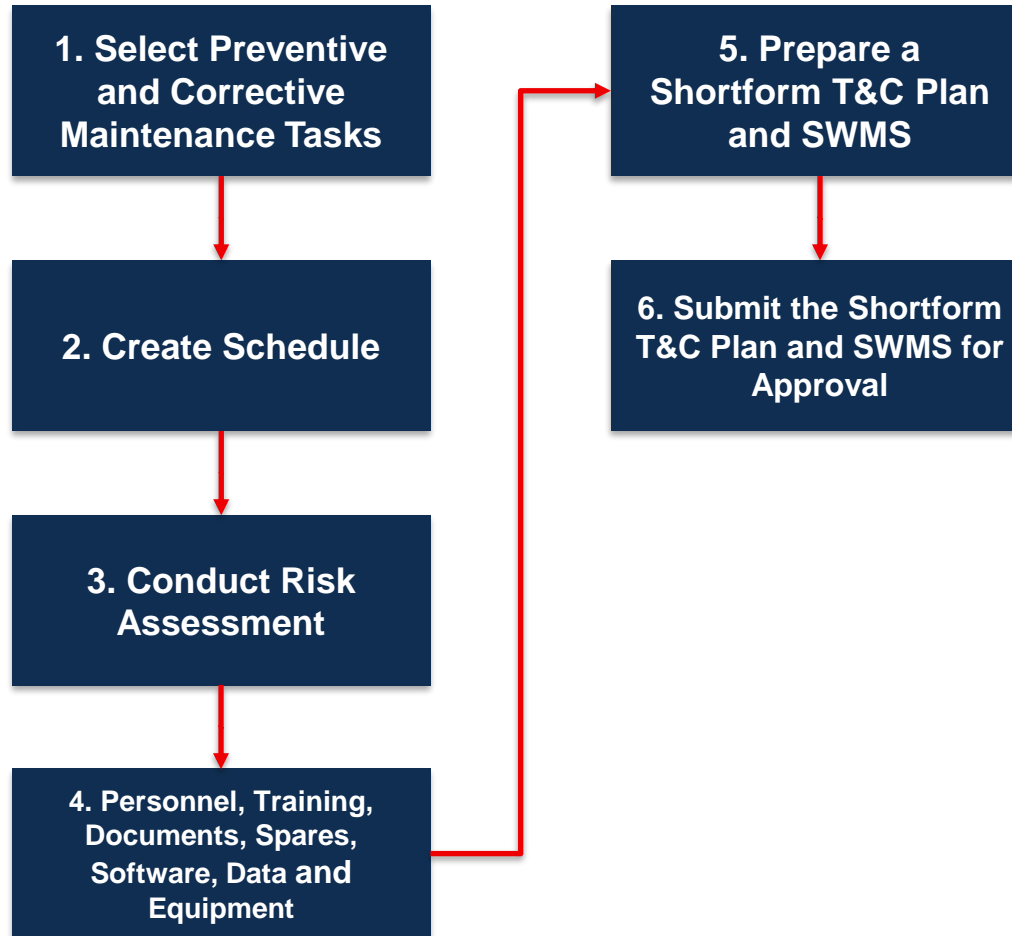 1. Select Preventive
and Corrective
Maintenance Tasks
2. Create Schedule
3. Conduct Risk
Assessment
4. Personnel, Training,
Documents, Spares,
Software, Data and
Equipment
5. Prepare a
Shortform T&C Plan
and SWMS
6. Submit the Shortform
T&C Plan and SWMS for
Approval